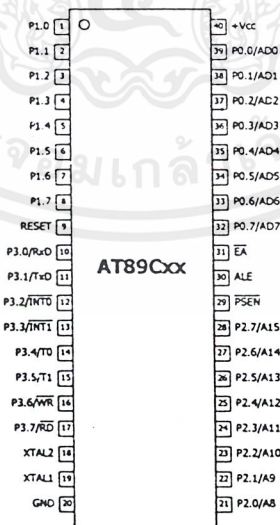 P1.0 1 40 +Vcc
P1.1 2 39 P0.0/AD0
P1.2 3 38 P0.1/AD1
P1.3 4 37 P0.2/AD2
P1.4 5 36 P0.3/AD3
P1.5 6 35 P0.4/AD4
P1.6 7 34 P0.5/AD5
P1.7 8 33 P0.6/AD6
RESET 9 32 P0.7/AD7
P3.0/RxD 10 31 E̅A̅
AT89Cxx
P3.1/TxD 11 30 ALE
P3.2/I̅N̅T̅0̅ 12 29 P̅S̅E̅N̅
P3.3/I̅N̅T̅1̅ 13 28 P2.7/A15
P3.4/T0 14 27 P2.6/A14
P3.5/T1 15 26 P2.5/A13
P3.6/W̅R̅ 16 25 P2.4/A12
P3.7/R̅D̅ 17 24 P2.3/A11
XTAL2 18 23 P2.2/A10
XTAL1 19 22 P2.1/A9
GND 20 21 P2.0/A8